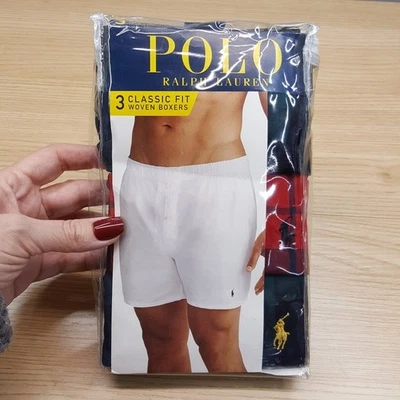 POLO
RALPH LAUREN
3 CLASSIC FIT
WOVEN BOXERS